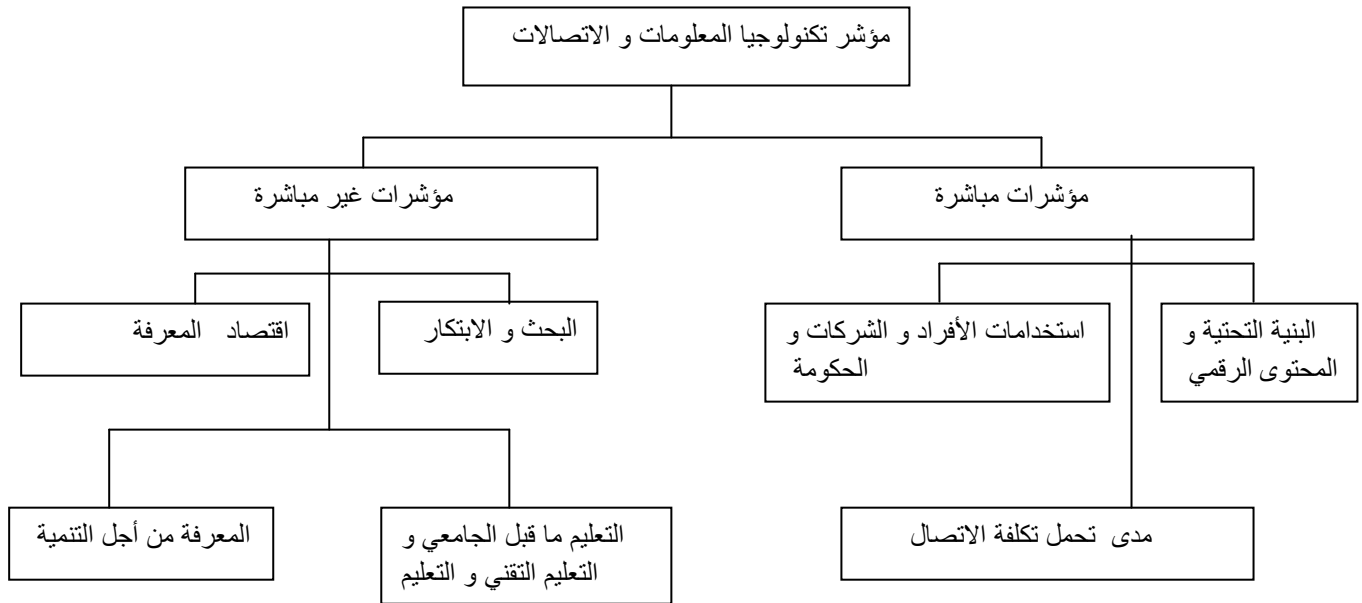 مؤشر تكنولوجيا المعلومات و الاتصالات
مؤشرات مباشرة
مؤشرات غير مباشرة
البنية التحتية و
المحتوى الرقمي
استخدامات الأفراد و الشركات و
الحكومة
البحث و الابتكار
اقتصاد المعرفة
مدى تحمل تكلفة الاتصال
التعليم ما قبل الجامعي و
التعليم التقني و التعليم
المعرفة من أجل التنمية